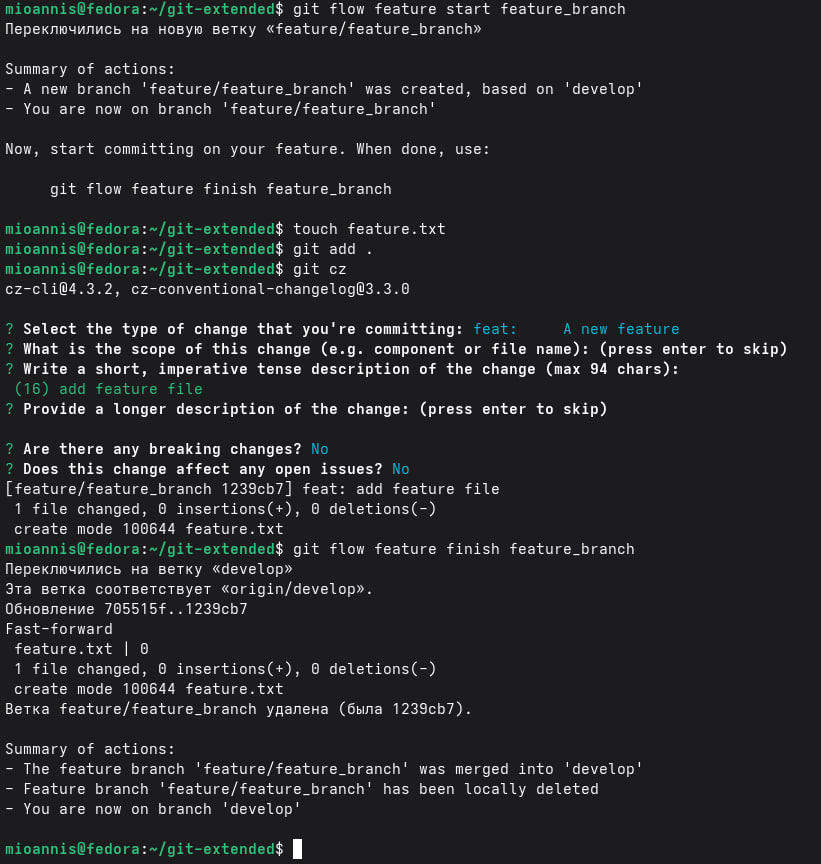 mioannis@fedora:~/git-extended$ git flow feature start feature_branch
Переключились на новую ветку «feature/feature_branch»
Summary of actions:
- A new branch 'feature/feature_branch' was created, based on 'develop'
- You are now on branch 'feature/feature_branch'
Now, start committing on your feature. When done, use:
     git flow feature finish feature_branch
mioannis@fedora:~/git-extended$ touch feature.txt
mioannis@fedora:~/git-extended$ git add .
mioannis@fedora:~/git-extended$ git cz
cz-cli@4.3.2, cz-conventional-changelog@3.3.0
? Select the type of change that you're committing: feat:     A new feature
? What is the scope of this change (e.g. component or file name): (press enter to skip)
? Write a short, imperative tense description of the change (max 94 chars):
 (16) add feature file
? Provide a longer description of the change: (press enter to skip)
? Are there any breaking changes? No
? Does this change affect any open issues? No
[feature/feature_branch 1239cb7] feat: add feature file
 1 file changed, 0 insertions(+), 0 deletions(-)
 create mode 100644 feature.txt
mioannis@fedora:~/git-extended$ git flow feature finish feature_branch
Переключились на ветку «develop»
Эта ветка соответствует «origin/develop».
Обновление 705515f..1239cb7
Fast-forward
 feature.txt | 0
 1 file changed, 0 insertions(+), 0 deletions(-)
 create mode 100644 feature.txt
Ветка feature/feature_branch удалена (была 1239cb7).
Summary of actions:
- The feature branch 'feature/feature_branch' was merged into 'develop'
- Feature branch 'feature/feature_branch' has been locally deleted
- You are now on branch 'develop'
mioannis@fedora:~/git-extended$